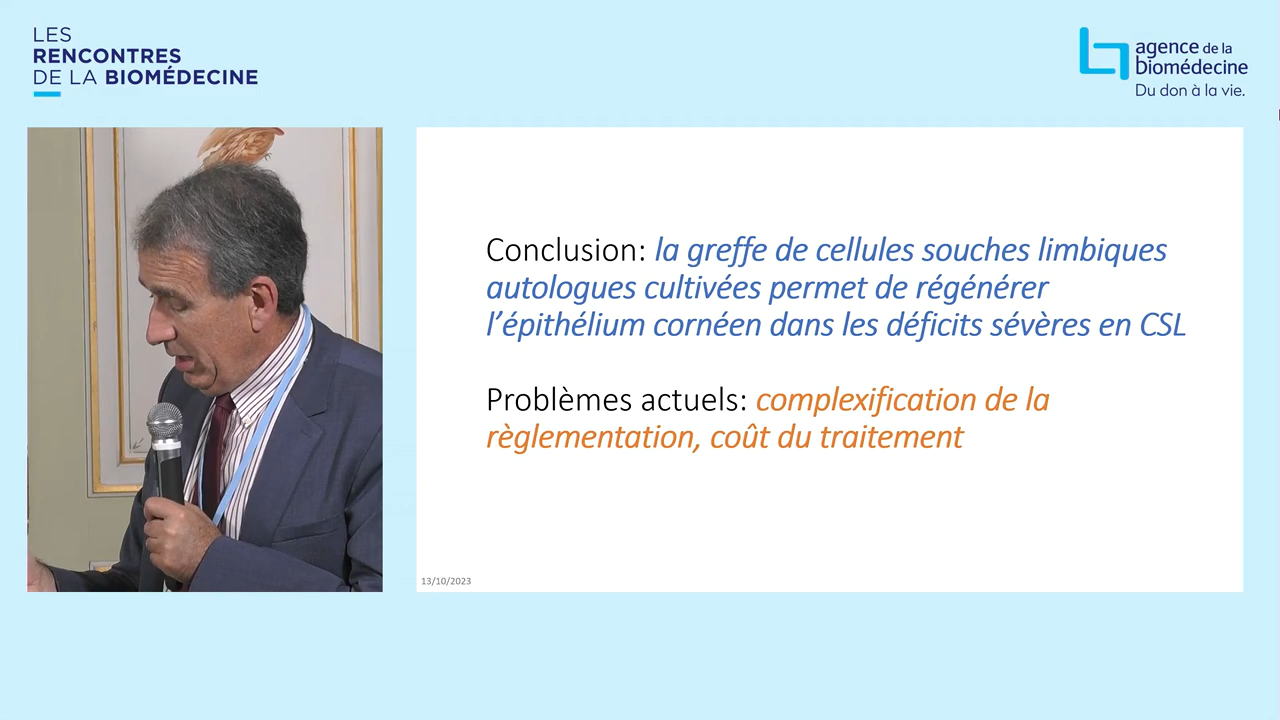 LES
RENCONTRES
DE LA BIOMÉDECINE
agence de la
biomédecine
Du don à la vie.
Conclusion: la greffe de cellules souches limbiques
autologues cultivées permet de régénérer
l’épithélium cornéen dans les déficits sévères en CSL
Problèmes actuels: complexification de la
règlementation, coût du traitement
13/10/2023